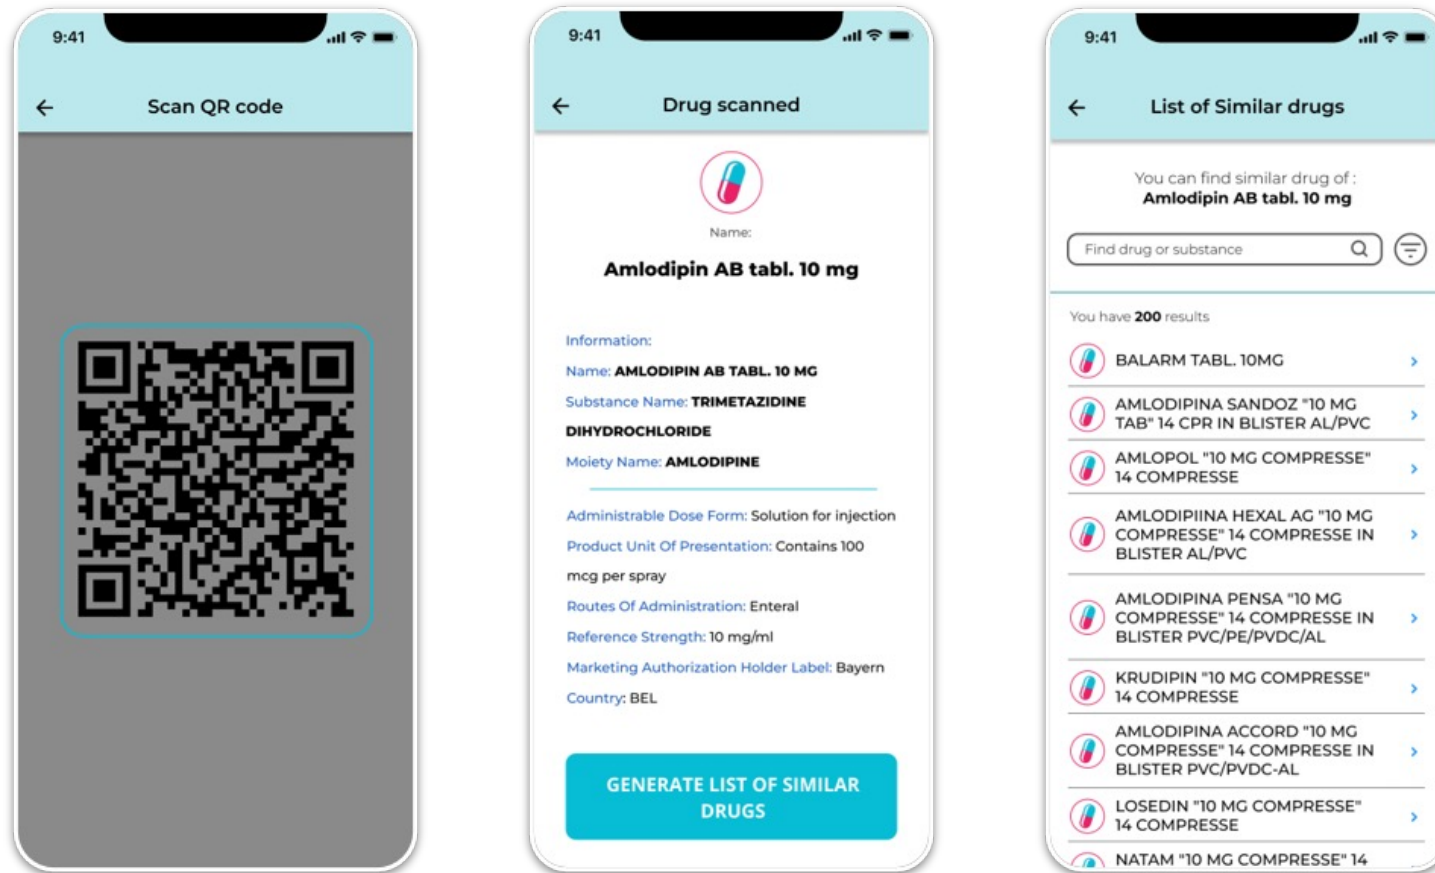 9:41
Scan QR code
9:41
Drug scanned
Name:
Amlodipin AB tabl. 10 mg
Information:
Name: AMLODIPIN AB TABL. 10 MG
Substance Name: TRIMETAZIDINE
DIHYDROCHLORIDE
Moiety Name: AMLODIPINE
Administrable Dose Form: Solution for injection
Product Unit Of Presentation: Contains 100
mcg per spray
Routes Of Administration: Enteral
Reference Strength: 10 mg/ml
Marketing Authorization Holder Label: Bayern
Country: BEL
GENERATE LIST OF SIMILAR
DRUGS
9:41
List of Similar drugs
You can find similar drug of :
Amlodipin AB tabl. 10 mg
Find drug or substance
You have 200 results
BALARM TABL. 10MG
AMLODIPINA SANDOZ "10 MG
TAB" 14 CPR IN BLISTER AL/PVC
AMLOPOL "10 MG COMPRESSE"
14 COMPRESSE
AMLODIPIINA HEXAL AG "10 MG
COMPRESSE" 14 COMPRESSE IN
BLISTER AL/PVC
AMLODIPINA PENSA "10 MG
COMPRESSE" 14 COMPRESSE IN
BLISTER PVC/PE/PVDC/AL
KRUDIPIN "10 MG COMPRESSE"
14 COMPRESSE
AMLODIPINA ACCORD "10 MG
COMPRESSE" 14 COMPRESSE IN
BLISTER PVC/PVDC-AL
LOSEDIN "10 MG COMPRESSE"
14 COMPRESSE
NATAM "10 MG COMPRESSE" 14